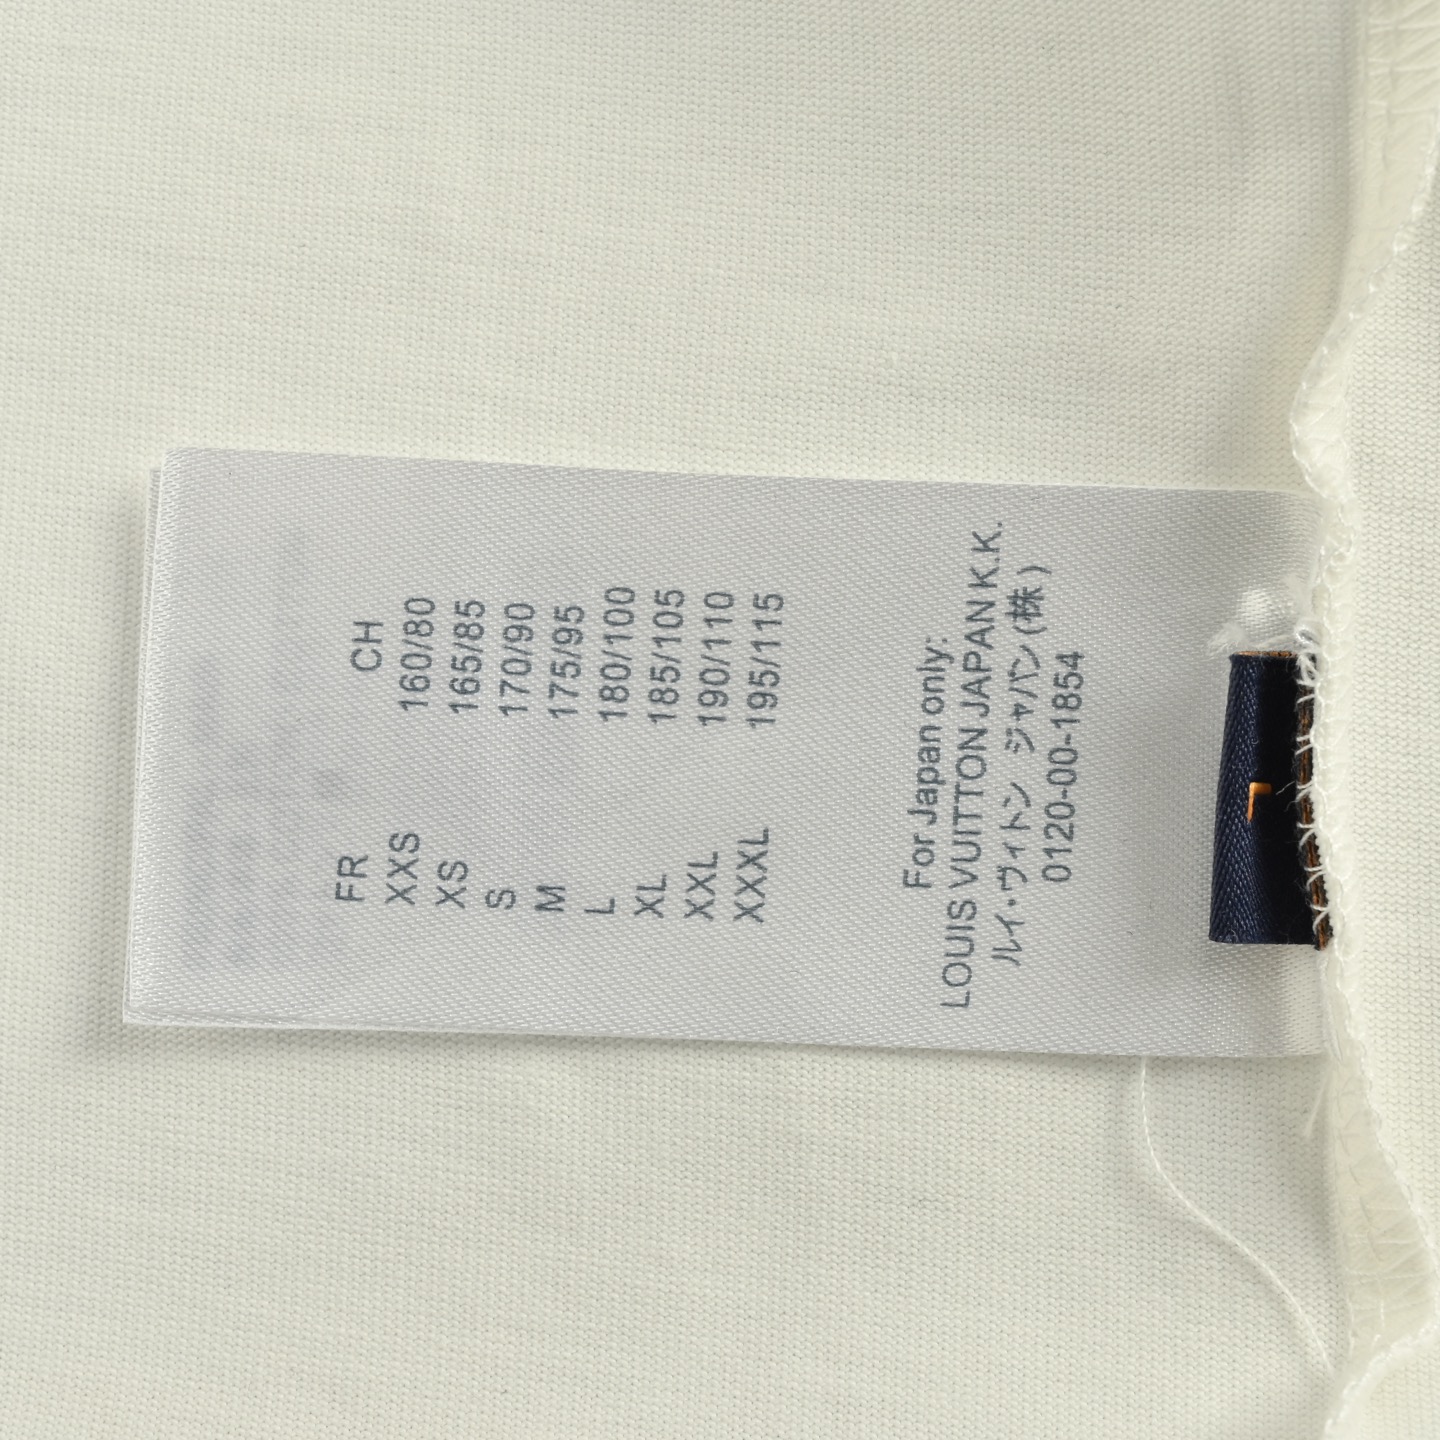 FR CH
XXS 160/80
XS 165/85
S 170/90
M 175/95
L 180/100
XL 185/105
XXL 190/110
XXXL 195/115
For Japan only:
LOUIS VUITTON JAPAN K.K.
ルイ・ヴィトン ジャパン(株)
0120-00-1854